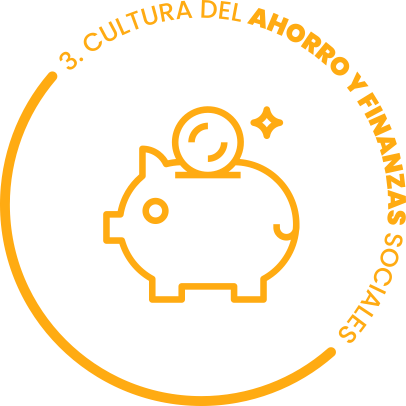 3. CULTURA DEL AHORRO Y FINANZAS SOCIALES